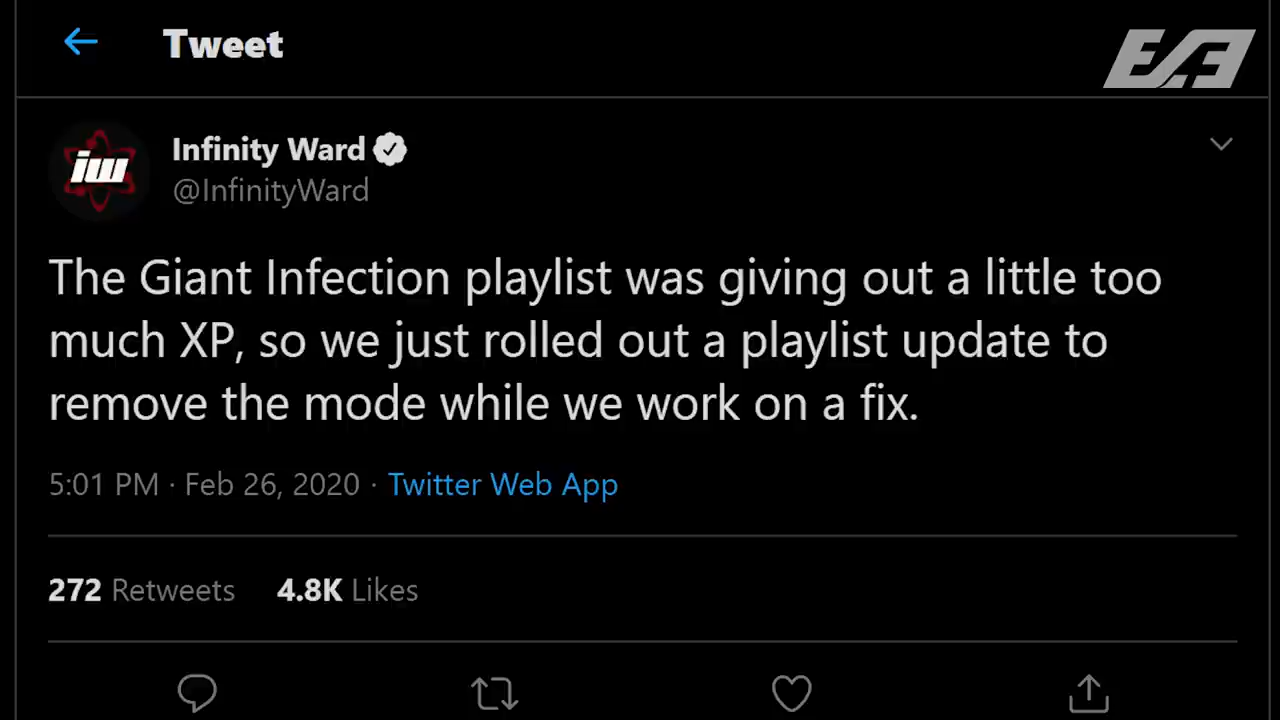 Tweet
Infinity Ward
@InfinityWard
iw
The Giant Infection playlist was giving out a little too
much XP, so we just rolled out a playlist update to
remove the mode while we work on a fix.
5:01 PM · Feb 26, 2020 · Twitter Web App
272 Retweets 4.8K Likes